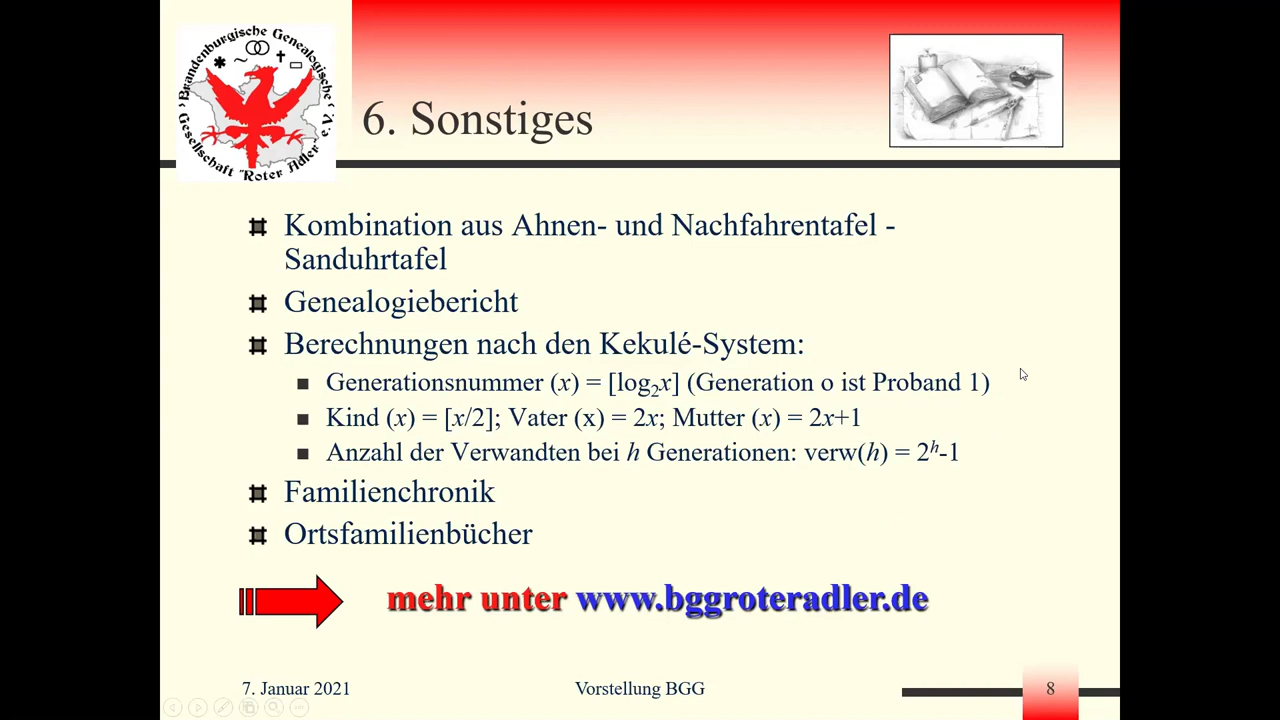 Brandenburgische Genealogische
Gesellschaft "Roter Adler" e.V.
6. Sonstiges
Kombination aus Ahnen- und Nachfahrentafel -
Sanduhrtafel
Genealogiebericht
Berechnungen nach den Kekulé-System:
Generationsnummer (x) = [log₂x] (Generation o ist Proband 1)
Kind (x) = [x/2]; Vater (x) = 2x; Mutter (x) = 2x+1
Anzahl der Verwandten bei h Generationen: verw(h) = 2ʰ-1
Familienchronik
Ortsfamilienbücher
mehr unter www.bggroteradler.de
7. Januar 2021
Vorstellung BGG
8